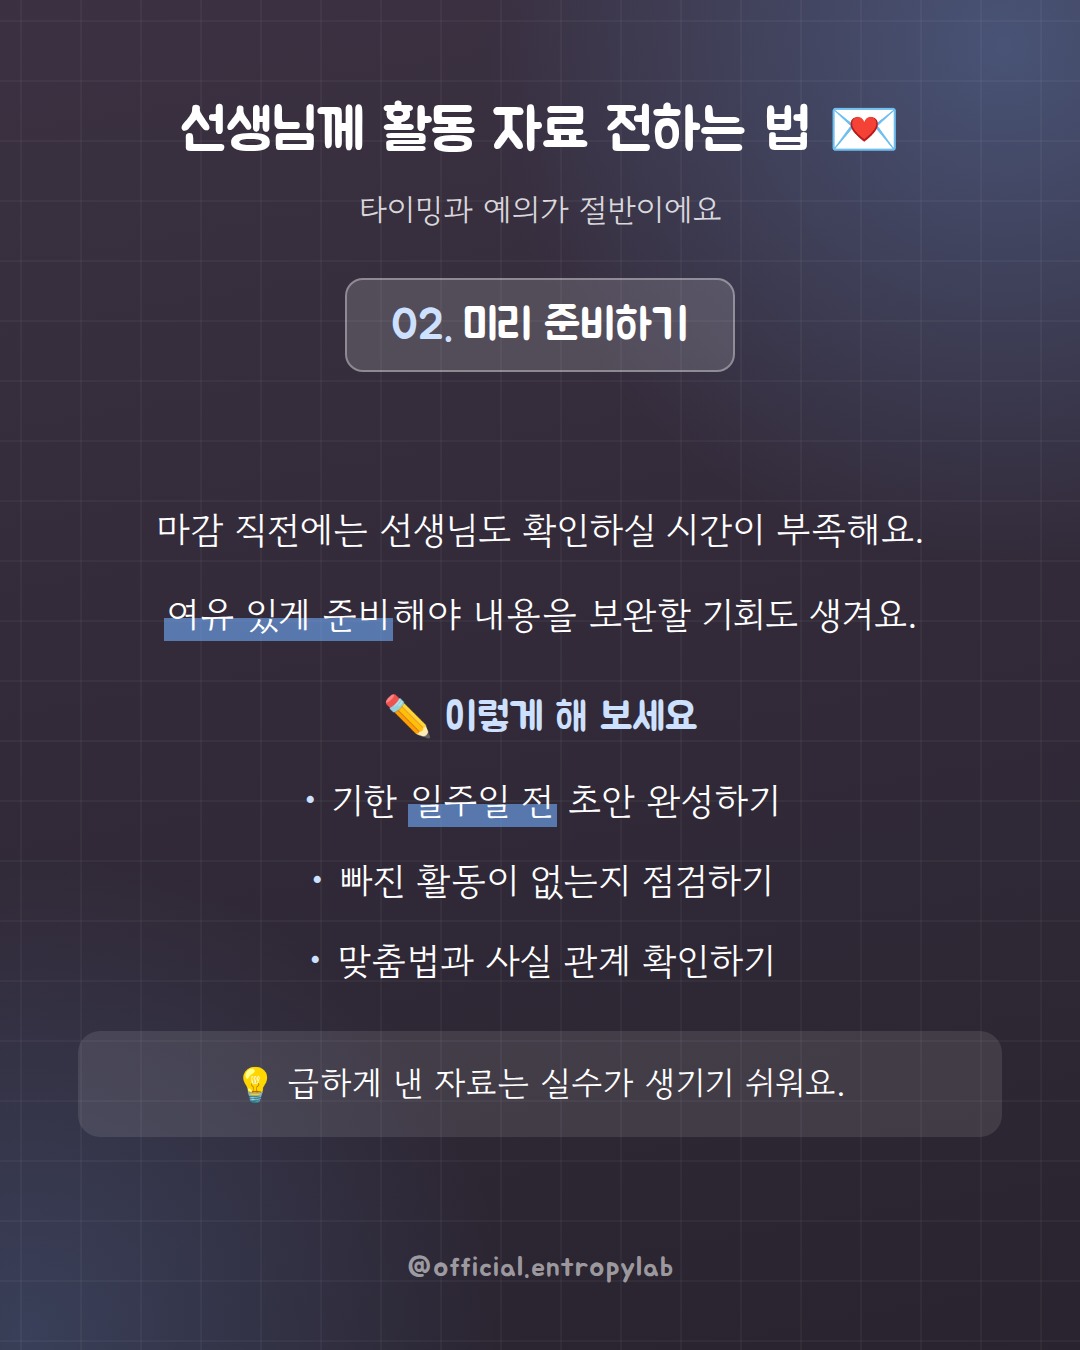 선생님께 활동 자료 전하는 법 💌
타이밍과 예의가 절반이에요
02. 미리 준비하기
마감 직전에는 선생님도 확인하실 시간이 부족해요.
여유 있게 준비해야 내용을 보완할 기회도 생겨요.
✏️ 이렇게 해 보세요
• 기한 일주일 전 초안 완성하기
• 빠진 활동이 없는지 점검하기
• 맞춤법과 사실 관계 확인하기
💡 급하게 낸 자료는 실수가 생기기 쉬워요.
@official.entropylab